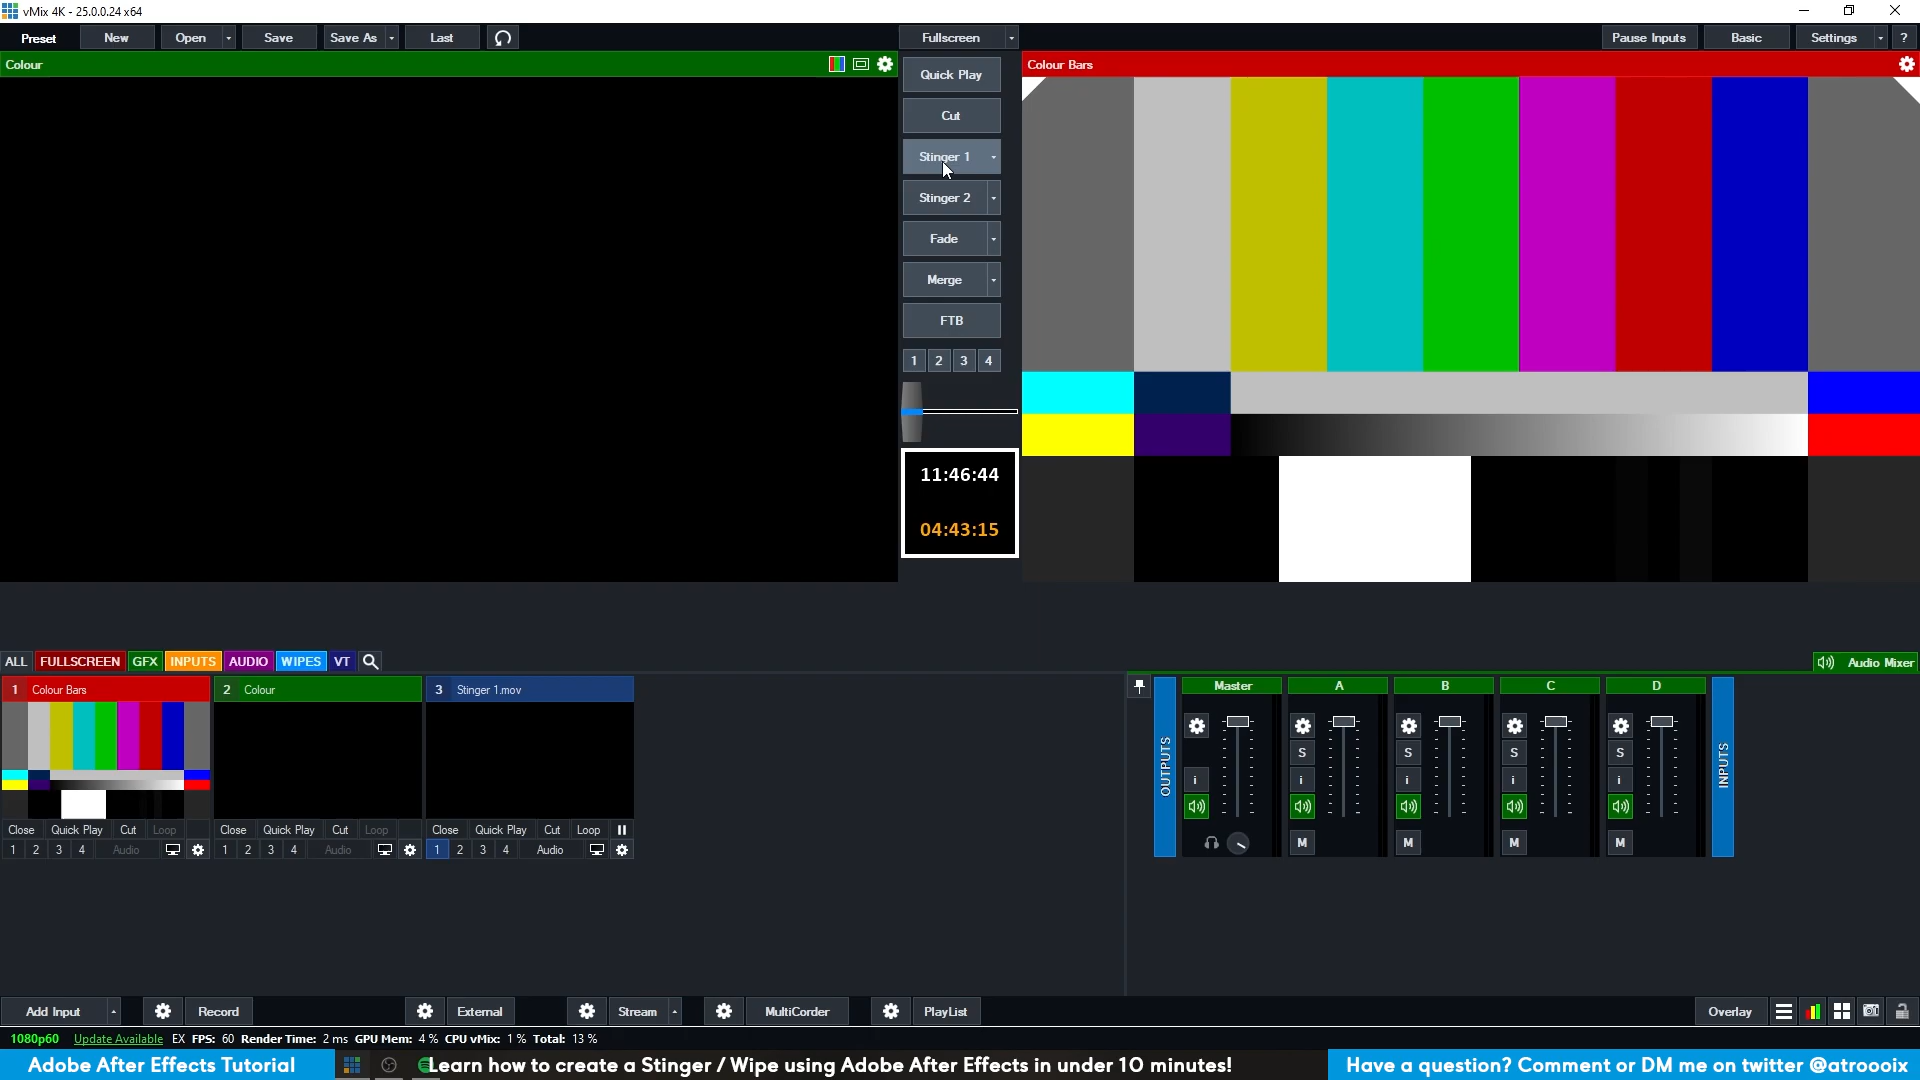 vMix 4K - 25.0.0.24 x64
Preset New Open Save Save As Last Fullscreen Pause Inputs Basic Settings ?
Colour
Colour Bars
Quick Play
Cut
Stinger 1
Stinger 2
Fade
Merge
FTB
1 2 3 4
11:46:44
04:43:15
ALL FULLSCREEN GFX INPUTS AUDIO WIPES VT
Audio Mixer
1 Colour Bars
2 Colour
3 Stinger 1.mov
Close Quick Play Cut Loop
1 2 3 4 Audio
Close Quick Play Cut Loop
1 2 3 4 Audio
Close Quick Play Cut Loop
1 2 3 4 Audio
OUTPUTS
Master A B C D
S S S S
i i i i i
M M M M
INPUTS
Add Input Record External Stream MultiCorder PlayList Overlay
1080p60 Update Available EX FPS: 60 Render Time: 2 ms GPU Mem: 4 % CPU vMix: 1 % Total: 13 %
Adobe After Effects Tutorial
Learn how to create a Stinger / Wipe using Adobe After Effects in under 10 minutes!
Have a question? Comment or DM me on twitter @atroooix